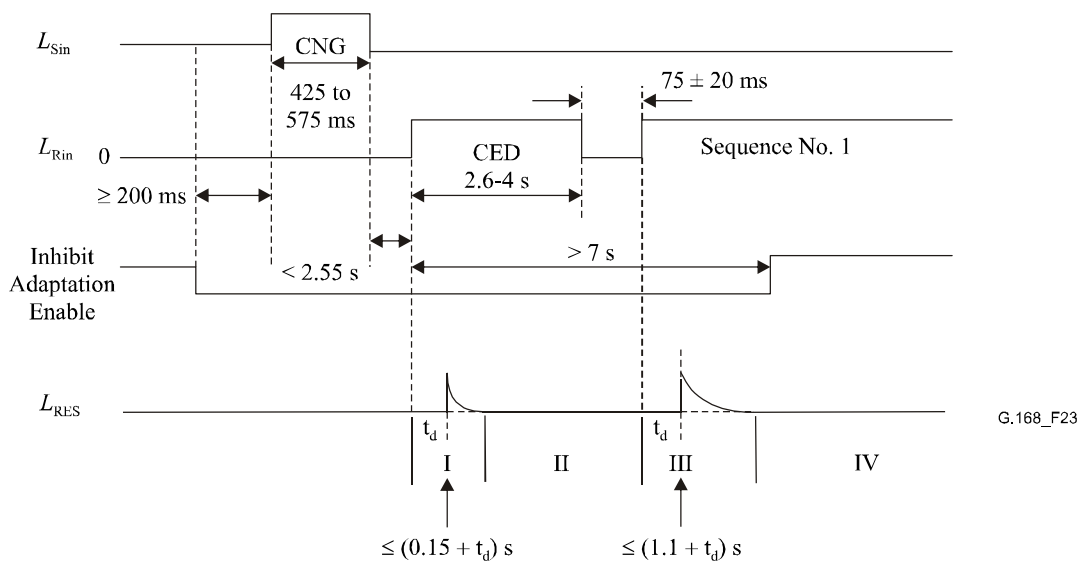 L_Sin
CNG
425 to
575 ms
75 ± 20 ms
L_Rin 0
CED
2.6-4 s
Sequence No. 1
≥ 200 ms
Inhibit
Adaptation
Enable
< 2.55 s
> 7 s
L_RES
G.168_F23
t_d
t_d
I
II
III
IV
≤ (0.15 + t_d) s
≤ (1.1 + t_d) s